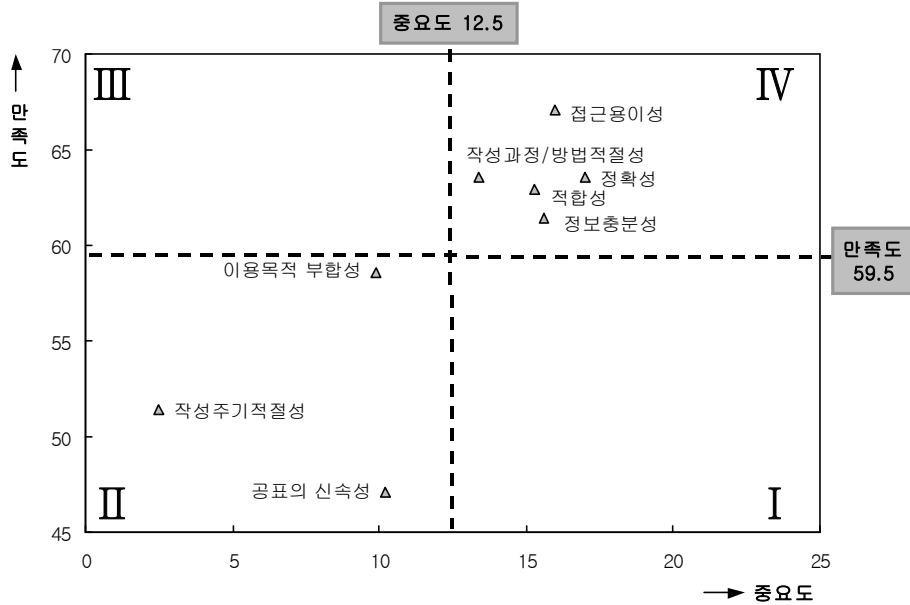 중요도 12.5
70
Ⅲ
Ⅳ
만족도
접근용이성
65
작성과정/방법적절성
정확성
적합성
정보충분성
60
만족도
59.5
이용목적 부합성
55
작성주기적절성
50
공표의 신속성
Ⅱ
Ⅰ
45
0
5
10
15
20
25
중요도